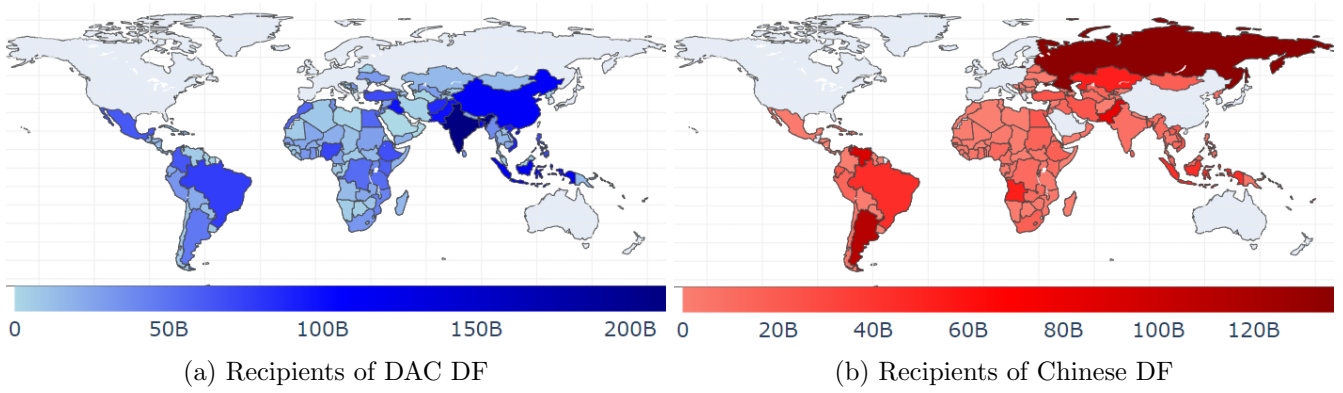 0 50B 100B 150B 200B
0 20B 40B 60B 80B 100B 120B
(a) Recipients of DAC DF
(b) Recipients of Chinese DF